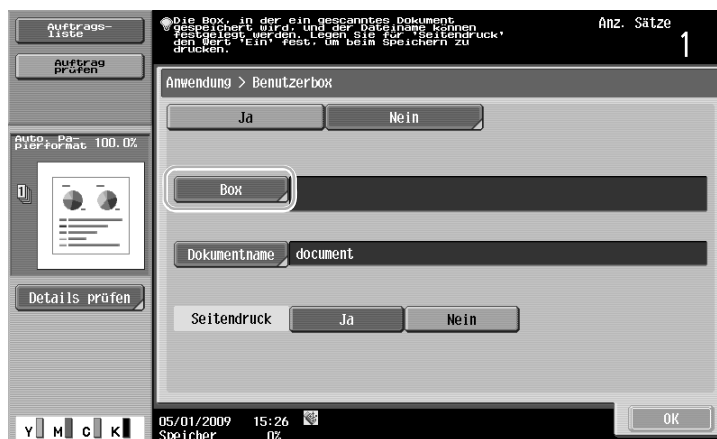 Auftrags-
liste
Auftrag
prüfen
Die Box, in der ein gescanntes Dokument
gespeichert wird, und der Dateiname können
festgelegt werden. Legen Sie für 'Seitendruck'
den Wert 'Ein' fest, um beim Speichern zu
drucken.
Anz. Sätze
1
Anwendung > Benutzerbox
Ja Nein
Auto. Pa-
pierformat 100.0%
1
Box
Dokumentname document
Details prüfen
Seitendruck Ja Nein
OK
Y M C K
05/01/2009 15:26
Speicher 0%